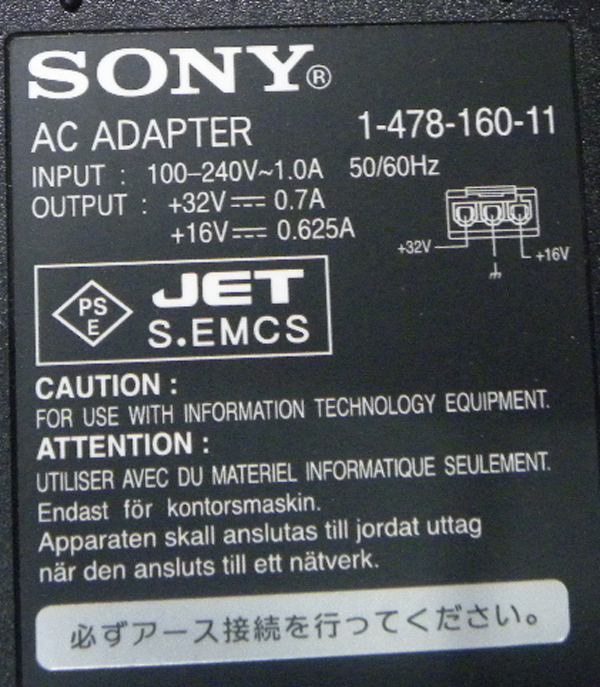 SONY®
AC ADAPTER 1-478-160-11
INPUT : 100–240V~1.0A 50/60Hz
OUTPUT : +32V⎓ 0.7A
+16V⎓ 0.625A
+32V +16V
PS
E
JET
S.EMCS
CAUTION :
FOR USE WITH INFORMATION TECHNOLOGY EQUIPMENT.
ATTENTION :
UTILISER AVEC DU MATERIEL INFORMATIQUE SEULEMENT.
Endast för kontorsmaskin.
Apparaten skall anslutas till jordat uttag
när den ansluts till ett nätverk.
必ずアース接続を行ってください。